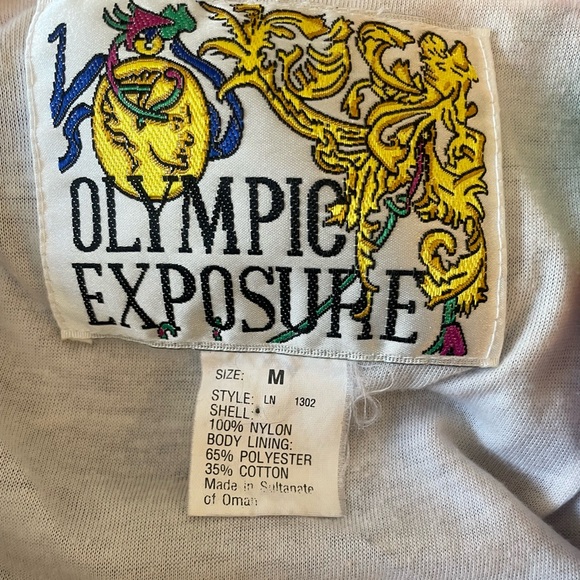 OLYMPIC
EXPOSURE
SIZE: M
STYLE: LN 1302
SHELL:
100% NYLON
BODY LINING:
65% POLYESTER
35% COTTON
Made in Sultanate
of Oman